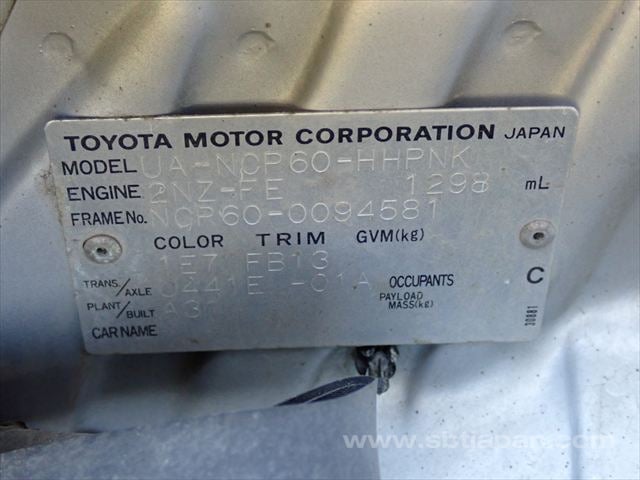 TOYOTA MOTOR CORPORATION JAPAN
MODEL UA-NCP60-HHPNK
ENGINE 2NZ-FE 1298 mL
FRAME No. NCP60-0094581
COLOR TRIM GVM(kg)
1E7 FB13
TRANS./AXLE U441E -01A OCCUPANTS C
PLANT/BUILT PAYLOAD MASS(kg)
CAR NAME
30881
www.sbtjapan.com